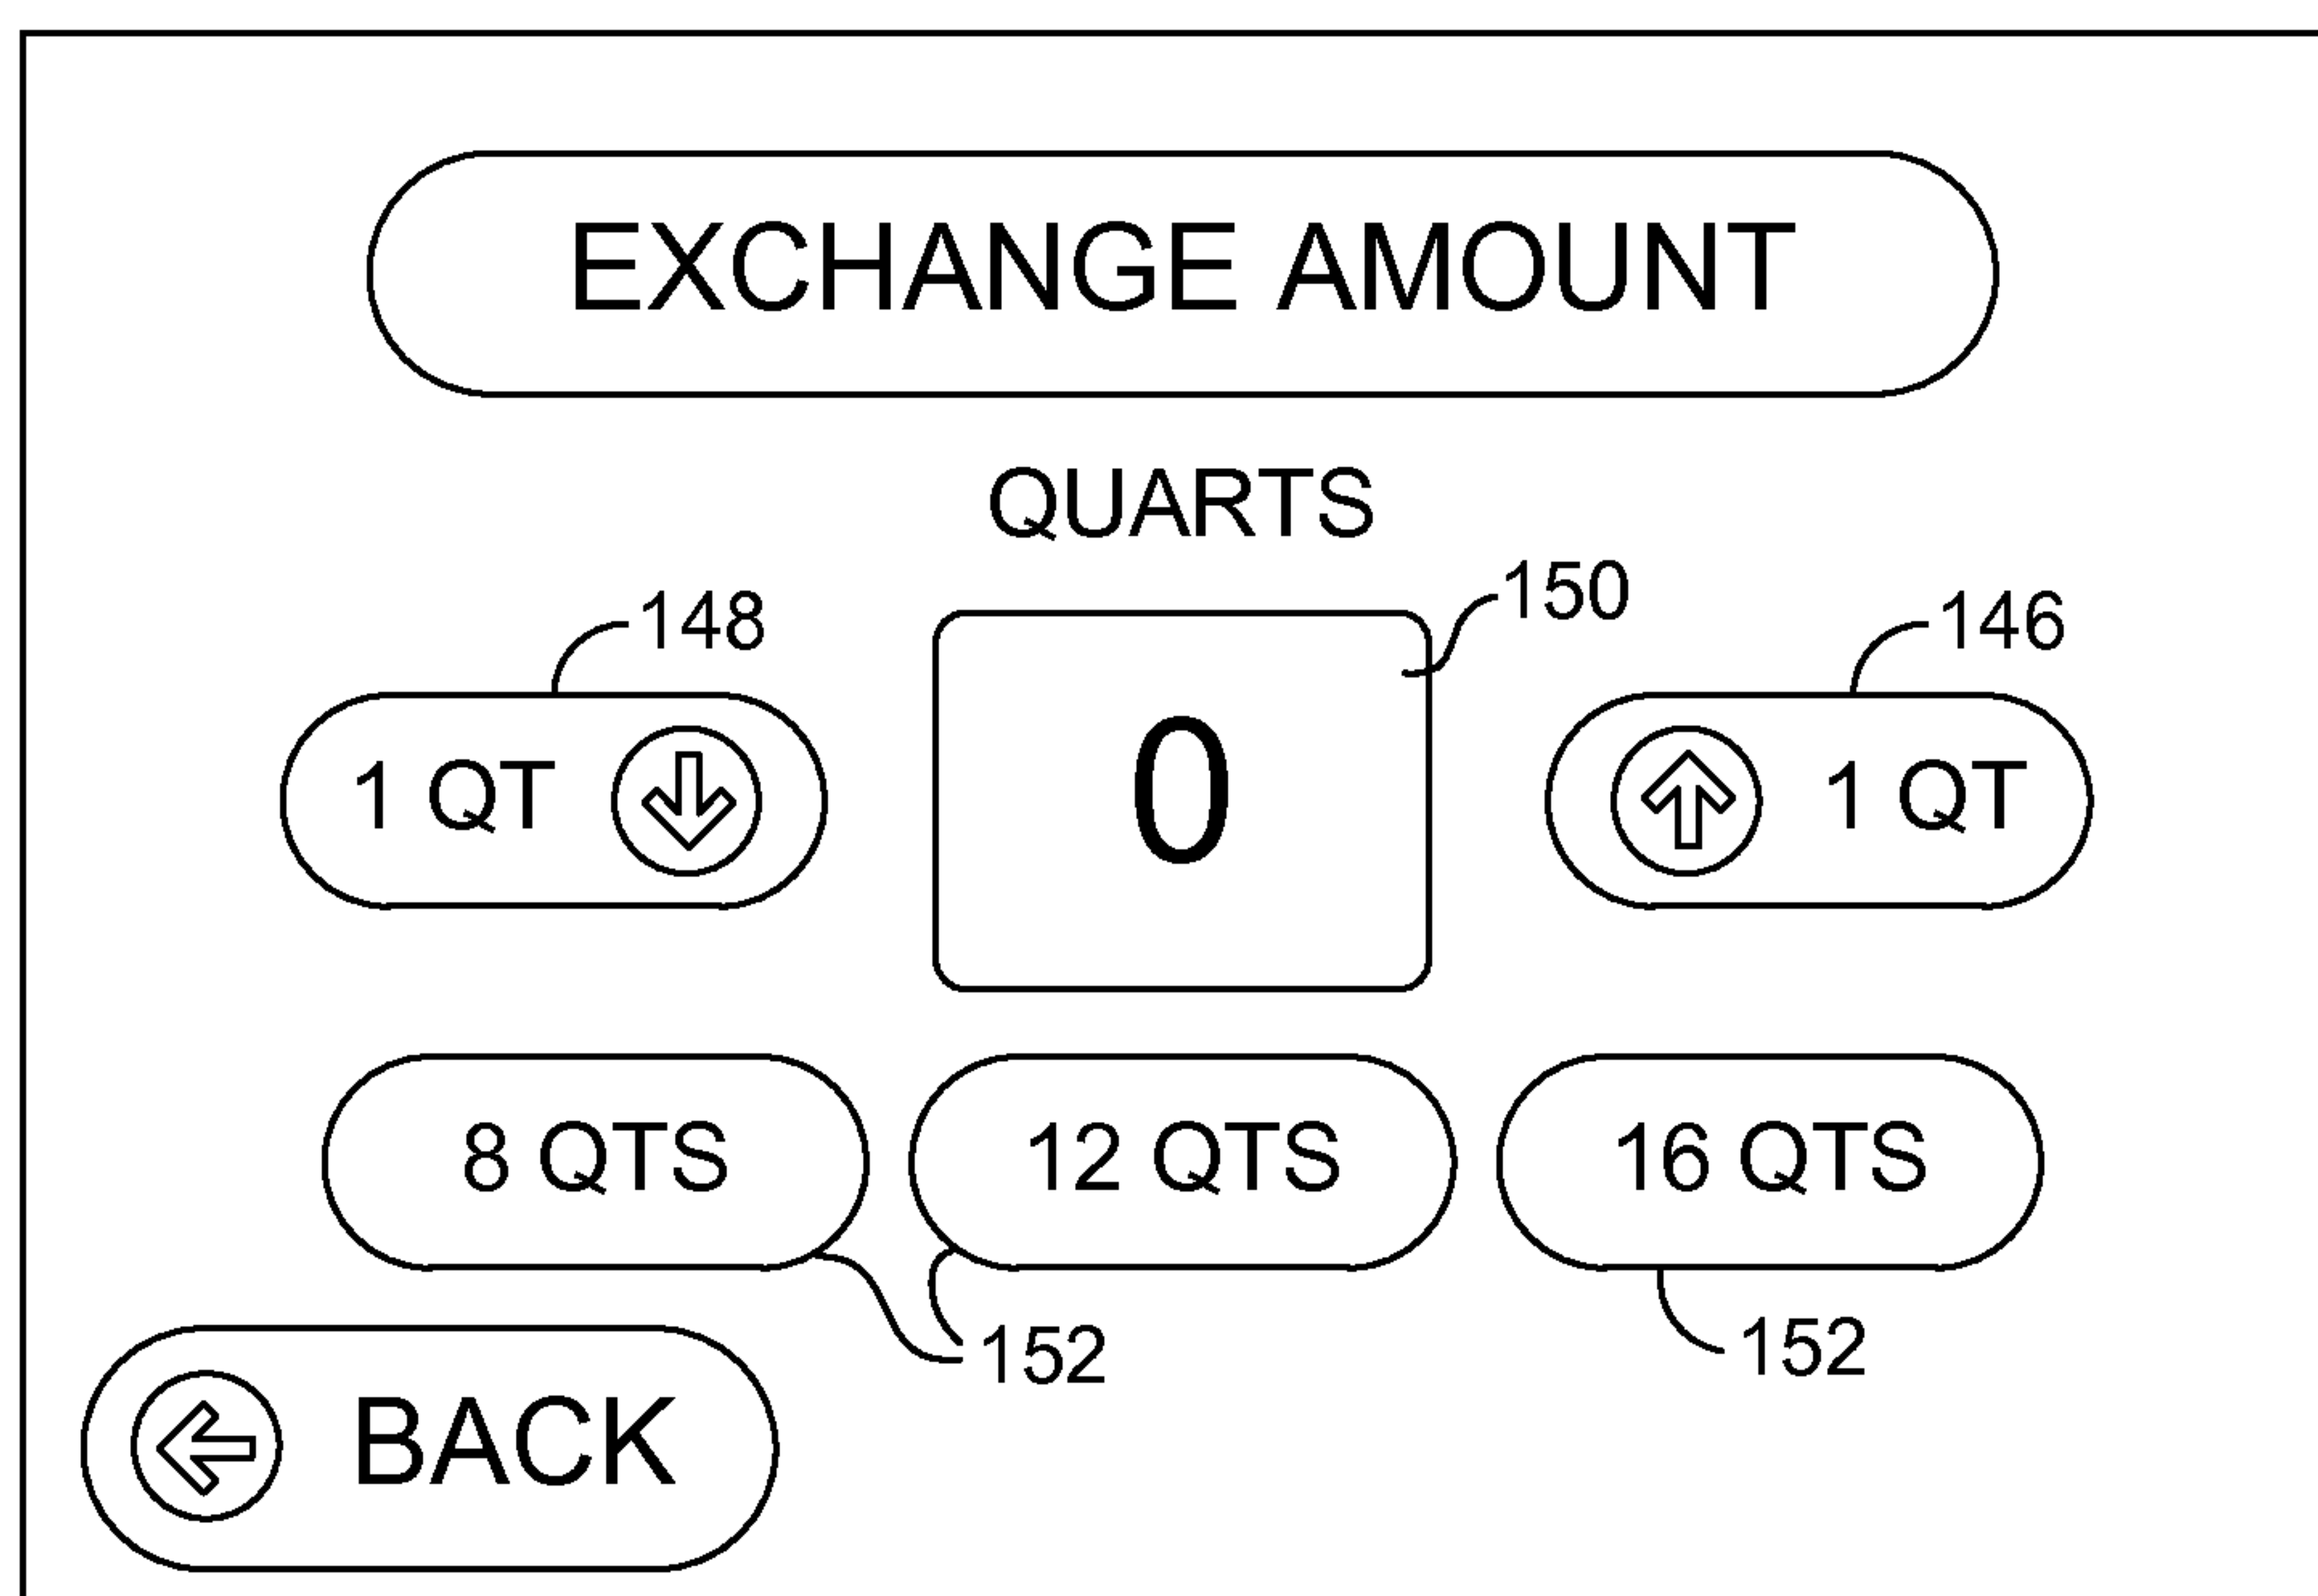 EXCHANGE AMOUNT
QUARTS
150
148
146
1 QT
0
1 QT
8 QTS
12 QTS
16 QTS
152
152
BACK